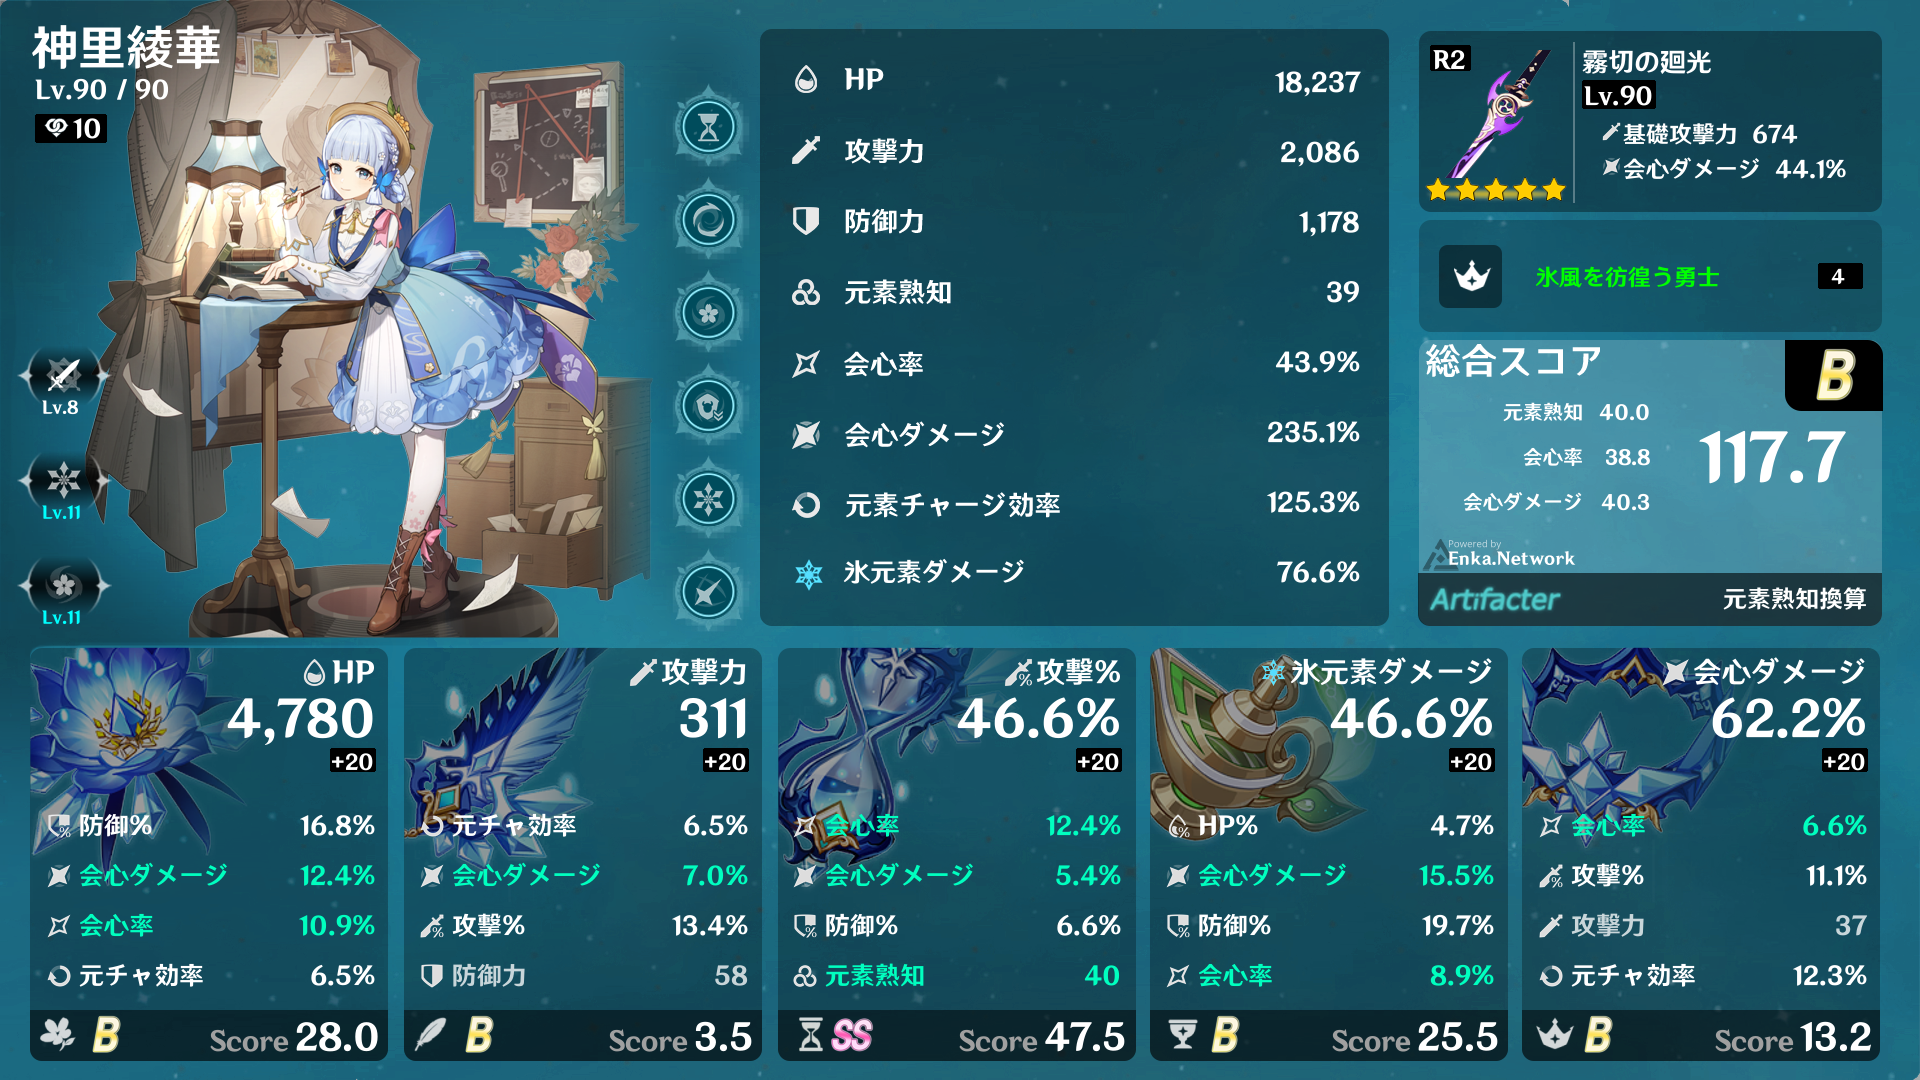 神里綾華
Lv.90 / 90
10
Lv.8
Lv.11
Lv.11
HP 18,237
攻撃力 2,086
防御力 1,178
元素熟知 39
会心率 43.9%
会心ダメージ 235.1%
元素チャージ効率 125.3%
氷元素ダメージ 76.6%
R2
霧切の廻光
Lv.90
基礎攻撃力 674
会心ダメージ 44.1%
氷風を彷徨う勇士 4
総合スコア
B
元素熟知 40.0
会心率 38.8
会心ダメージ 40.3
117.7
Powered by
Enka.Network
Artifacter
元素熟知換算
HP
4,780
+20
防御% 16.8%
会心ダメージ 12.4%
会心率 10.9%
元チャ効率 6.5%
B Score 28.0
攻撃力
311
+20
元チャ効率 6.5%
会心ダメージ 7.0%
攻撃% 13.4%
防御力 58
B Score 3.5
攻撃%
46.6%
+20
会心率 12.4%
会心ダメージ 5.4%
防御% 6.6%
元素熟知 40
SS Score 47.5
氷元素ダメージ
46.6%
+20
HP% 4.7%
会心ダメージ 15.5%
防御% 19.7%
会心率 8.9%
B Score 25.5
会心ダメージ
62.2%
+20
会心率 6.6%
攻撃% 11.1%
攻撃力 37
元チャ効率 12.3%
B Score 13.2